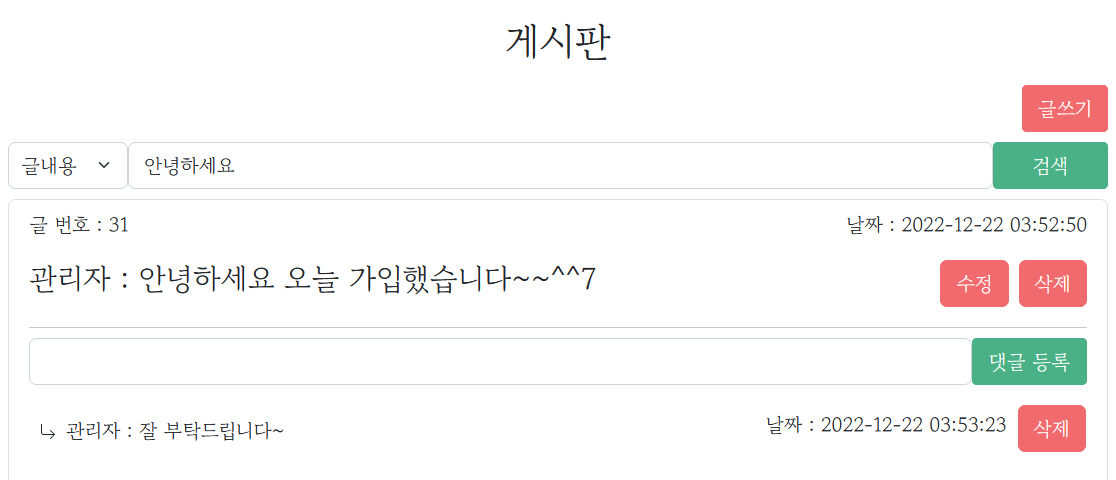 게시판
글쓰기
글내용 안녕하세요 검색
글 번호 : 31 날짜 : 2022-12-22 03:52:50
관리자 : 안녕하세요 오늘 가입했습니다~~^^7 수정 삭제
댓글 등록
관리자 : 잘 부탁드립니다~ 날짜 : 2022-12-22 03:53:23 삭제